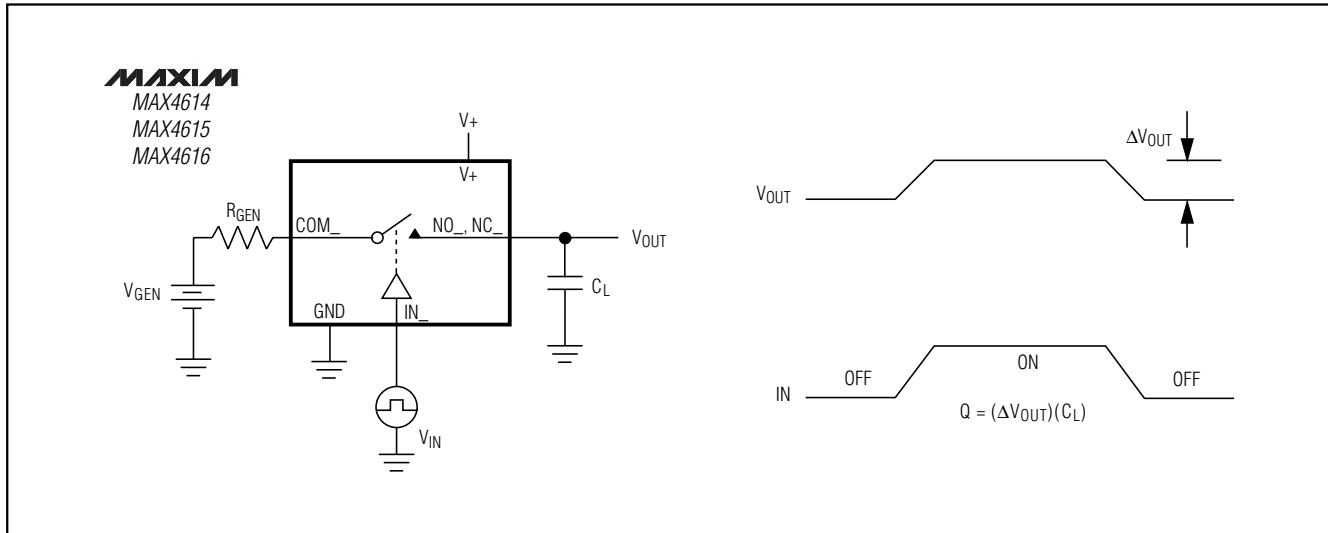 MAXIM
MAX4614
MAX4615
MAX4616
V+
V+
RGEN
COM_
NO_, NC_
VOUT
VGEN
CL
GND
IN_
VIN
ΔVOUT
VOUT
IN
OFF
ON
OFF
Q = (ΔVOUT)(CL)